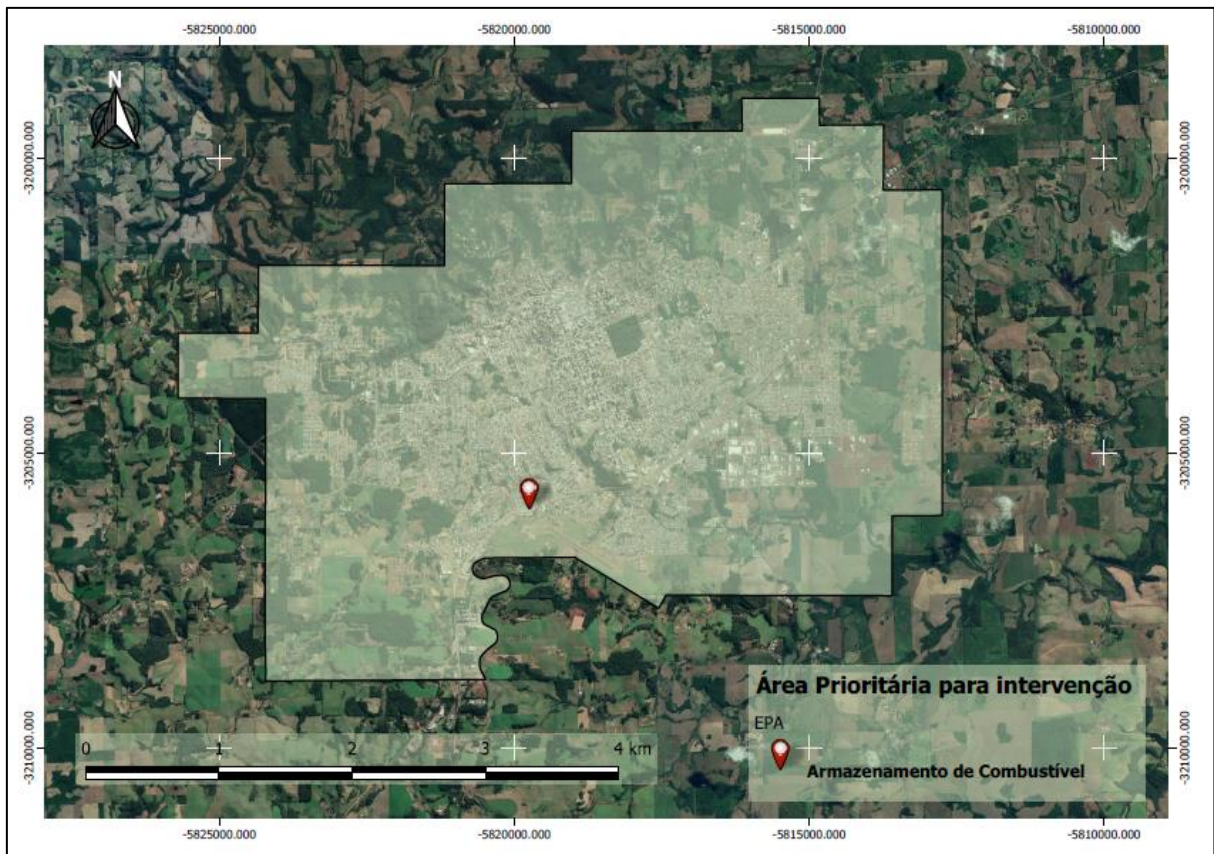 -5825000.000 -5820000.000 -5815000.000 -5810000.000
N
-3200000.000 -3200000.000
-3205000.000 -3205000.000
Área Prioritária para intervenção
EPA
Armazenamento de Combustível
0 1 2 3 4 km
-3210000.000 -3210000.000
-5825000.000 -5820000.000 -5815000.000 -5810000.000